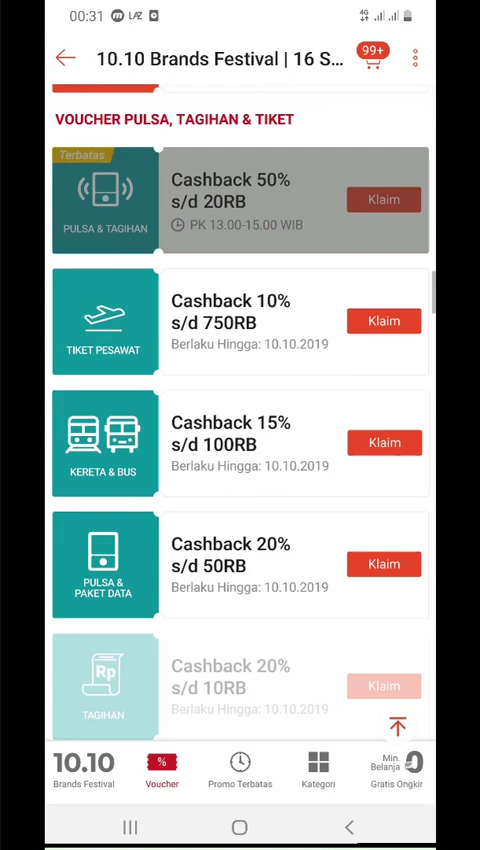 00:31 LAZ 4G
10.10 Brands Festival | 16 S...
99+
VOUCHER PULSA, TAGIHAN & TIKET
Terbatas
PULSA & TAGIHAN
Cashback 50%
s/d 20RB
PK 13.00-15.00 WIB
Klaim
TIKET PESAWAT
Cashback 10%
s/d 750RB
Berlaku Hingga: 10.10.2019
Klaim
KERETA & BUS
Cashback 15%
s/d 100RB
Berlaku Hingga: 10.10.2019
Klaim
PULSA &
PAKET DATA
Cashback 20%
s/d 50RB
Berlaku Hingga: 10.10.2019
Klaim
Rp
TAGIHAN
Cashback 20%
s/d 10RB
Berlaku Hingga: 10.10.2019
Klaim
10.10
Brands Festival
%
Voucher
Promo Terbatas
Kategori
Min.
Belanja 0
Gratis Ongkir